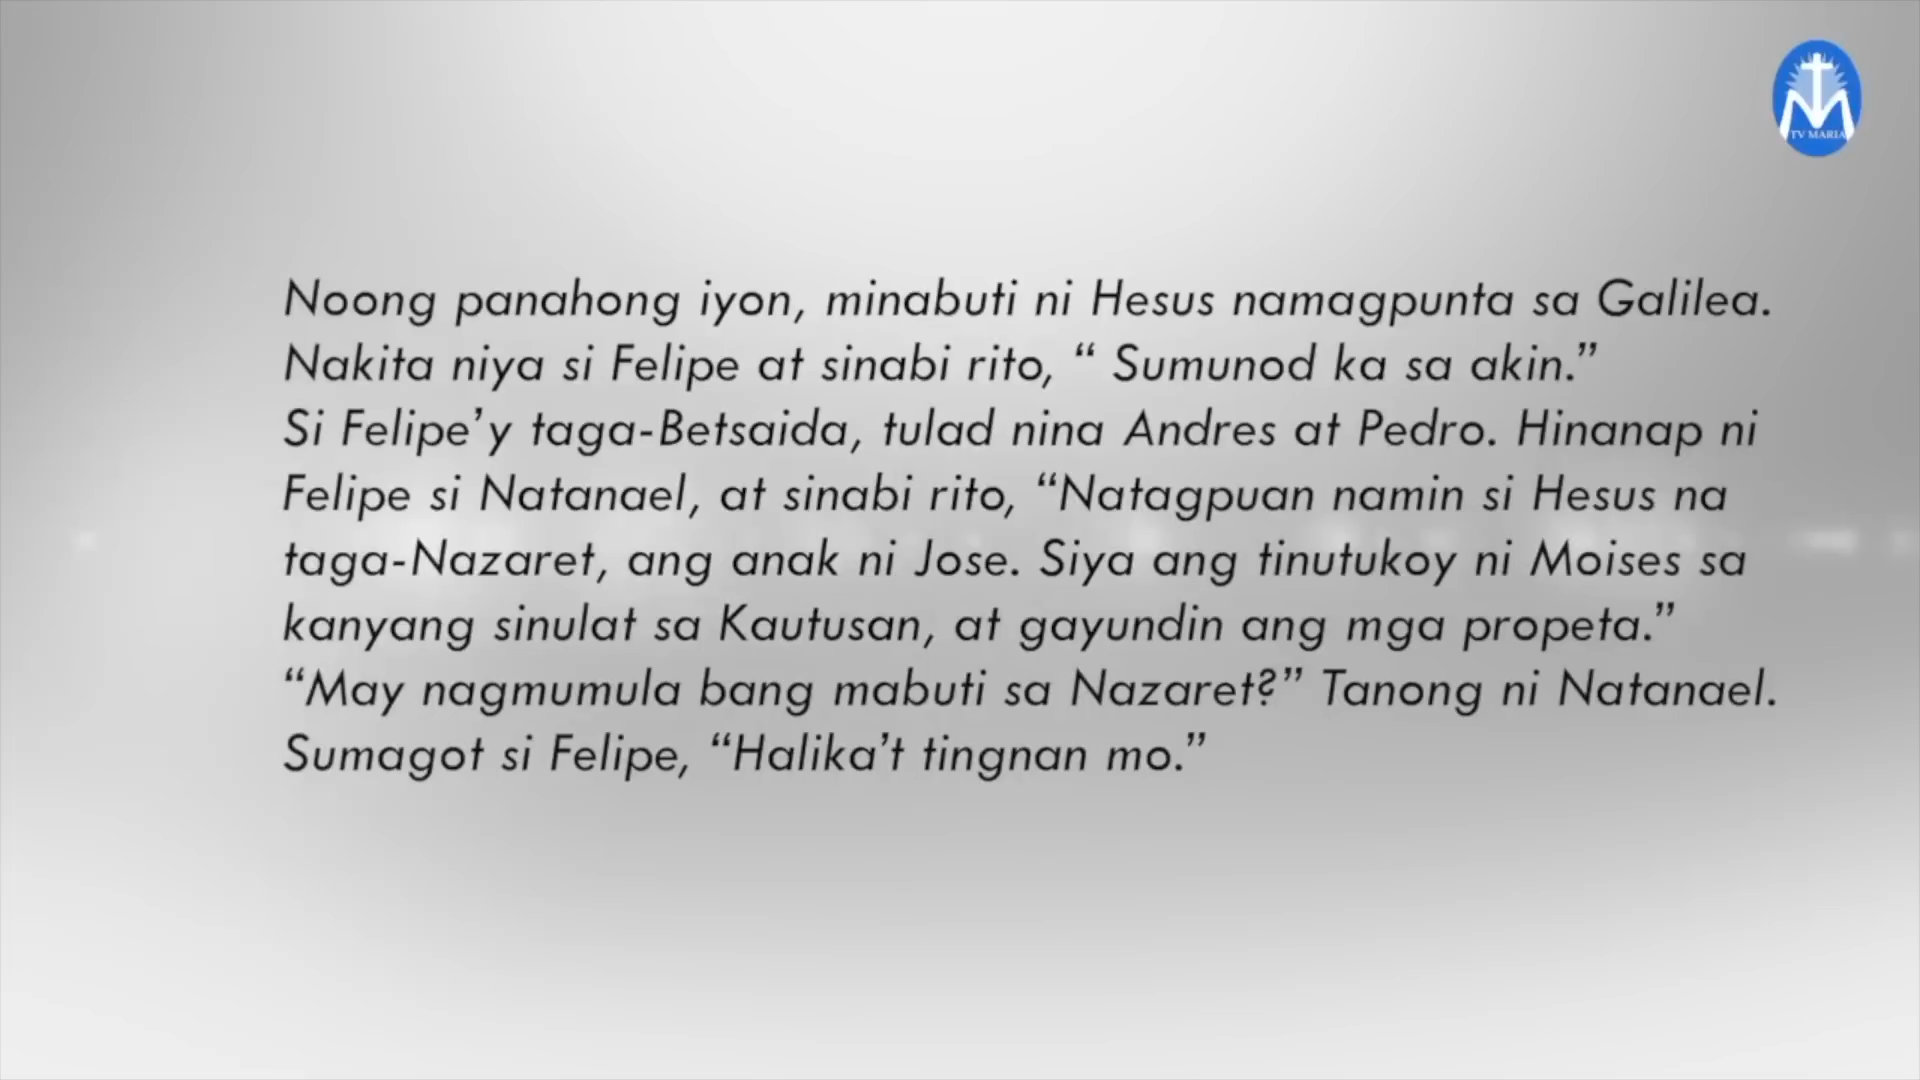 TV MARIA
Noong panahong iyon, minabuti ni Hesus namagpunta sa Galilea.
Nakita niya si Felipe at sinabi rito, “ Sumunod ka sa akin.”
Si Felipe’y taga-Betsaida, tulad nina Andres at Pedro. Hinanap ni
Felipe si Natanael, at sinabi rito, “Natagpuan namin si Hesus na
taga-Nazaret, ang anak ni Jose. Siya ang tinutukoy ni Moises sa
kanyang sinulat sa Kautusan, at gayundin ang mga propeta.”
“May nagmumula bang mabuti sa Nazaret?” Tanong ni Natanael.
Sumagot si Felipe, “Halika’t tingnan mo.”